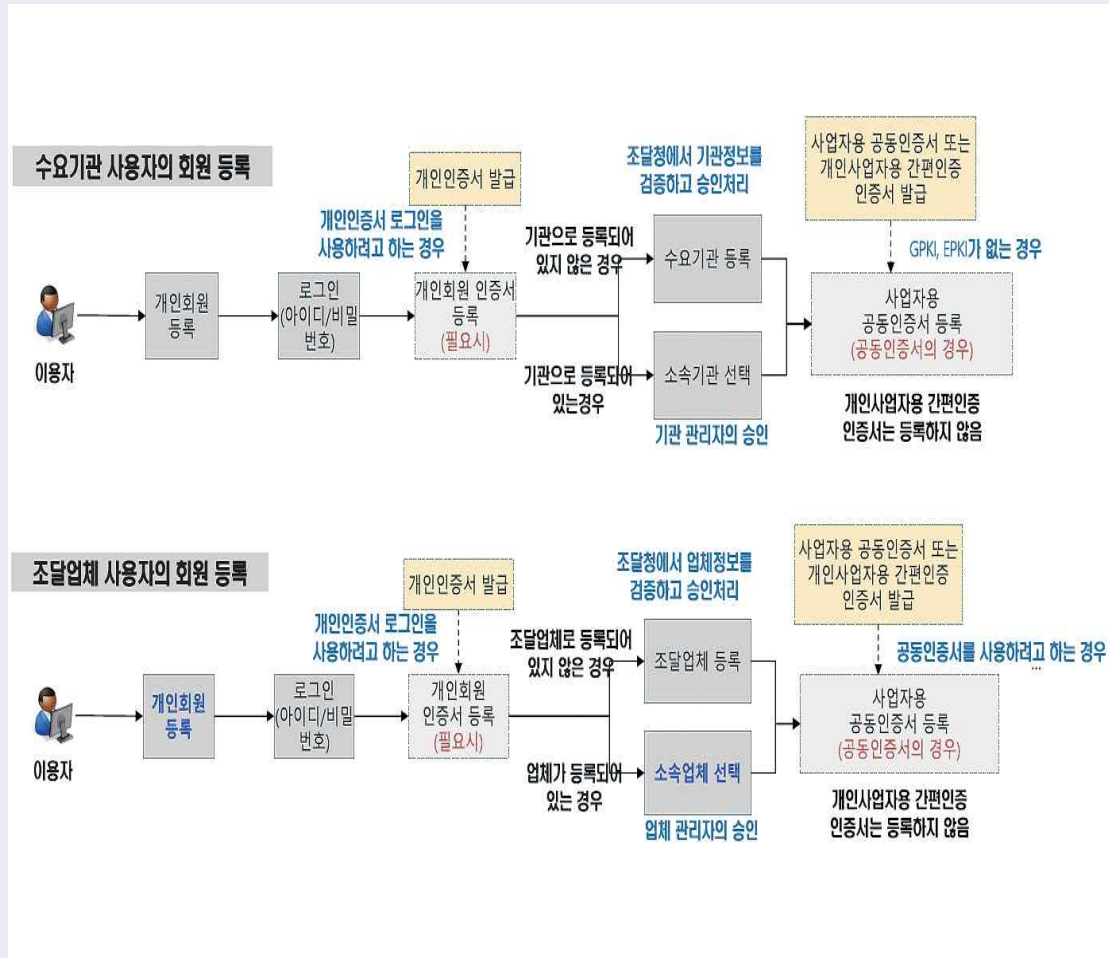 수요기관 사용자의 회원 등록
개인인증서 발급
개인인증서 로그인을
사용하려고 하는 경우
조달청에서 기관정보를
검증하고 승인처리
사업자용 공동인증서 또는
개인사업자용 간편인증
인증서 발급
GPKI, EPKI가 없는 경우
이용자
개인회원
등록
로그인
(아이디/비밀
번호)
개인회원 인증서
등록
(필요시)
기관으로 등록되어
있지 않은 경우
수요기관 등록
기관으로 등록되어
있는경우
소속기관 선택
기관 관리자의 승인
사업자용
공동인증서 등록
(공동인증서의 경우)
개인사업자용 간편인증
인증서는 등록하지 않음
조달업체 사용자의 회원 등록
개인인증서 발급
개인인증서 로그인을
사용하려고 하는 경우
조달청에서 업체정보를
검증하고 승인처리
사업자용 공동인증서 또는
개인사업자용 간편인증
인증서 발급
공동인증서를 사용하려고 하는 경우
이용자
개인회원
등록
로그인
(아이디/비밀
번호)
개인회원
인증서 등록
(필요시)
조달업체로 등록되어
있지 않은 경우
조달업체 등록
업체가 등록되어
있는 경우
소속업체 선택
업체 관리자의 승인
사업자용
공동인증서 등록
(공동인증서의 경우)
개인사업자용 간편인증
인증서는 등록하지 않음